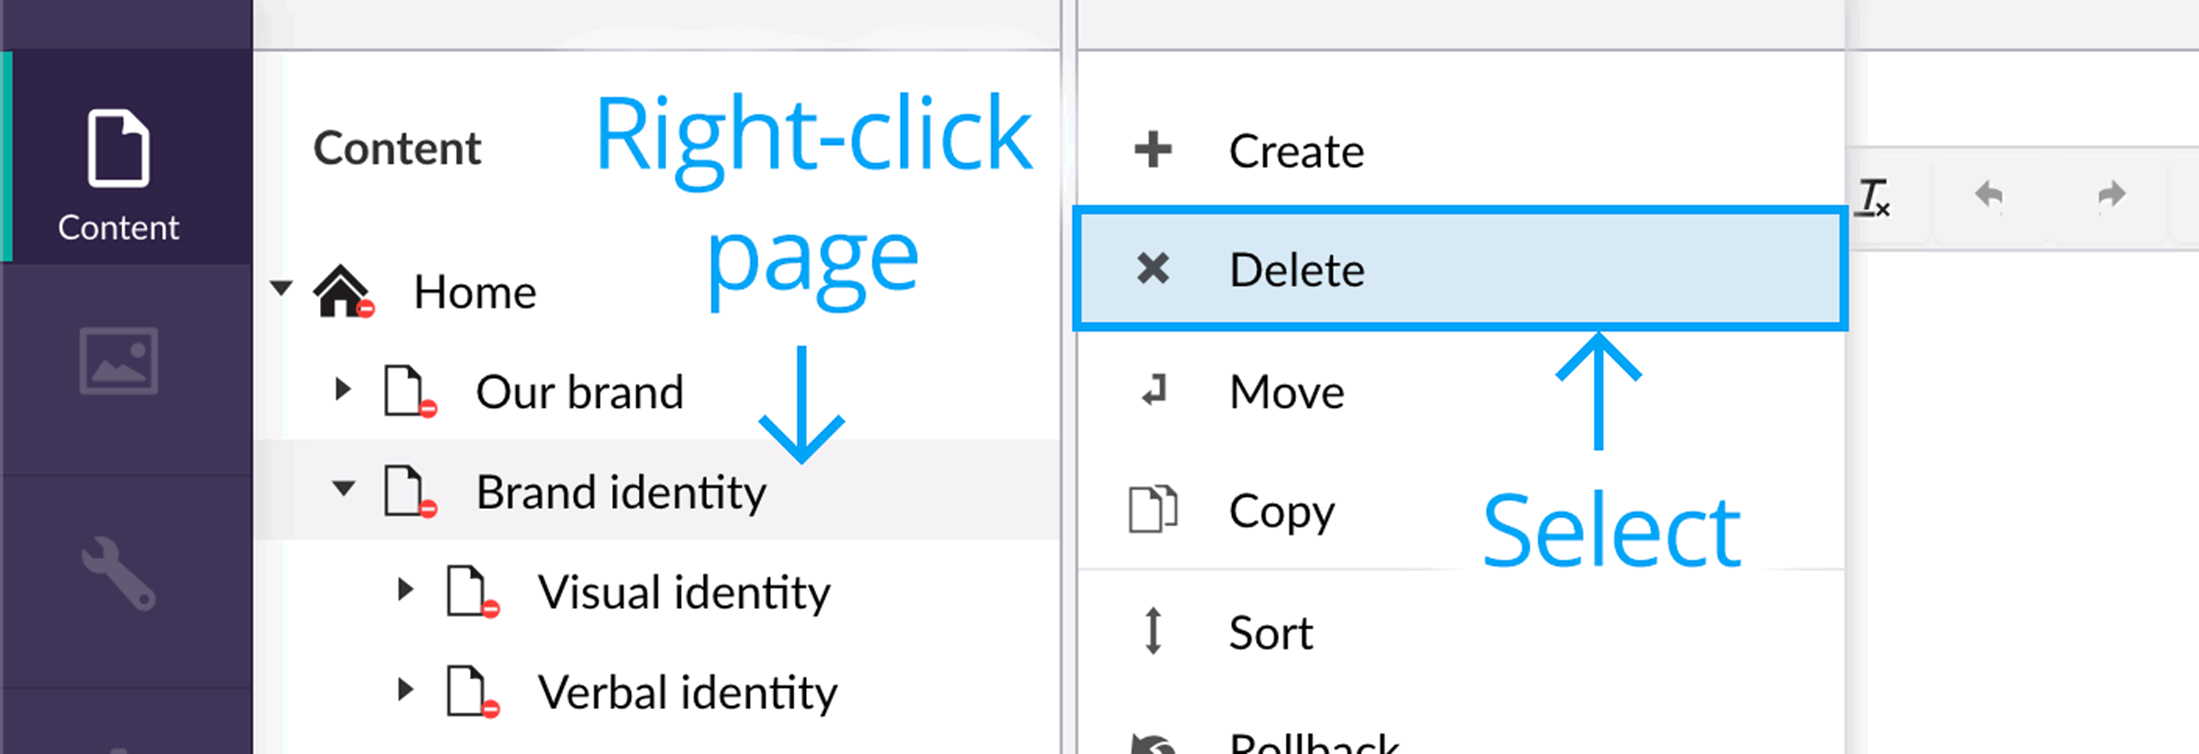 Content
Content
Right-click
page
Home
Our brand
Brand identity
Visual identity
Verbal identity
Create
Delete
Move
Copy
Select
Sort
Rollback